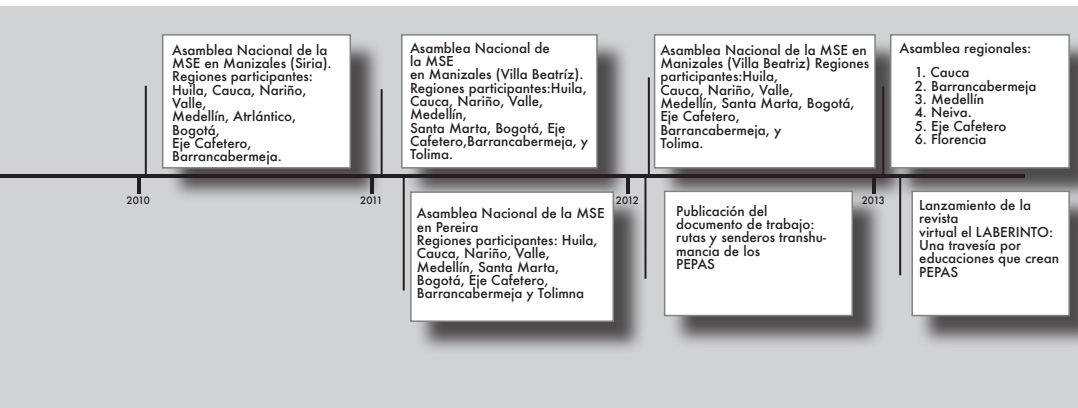 Asamblea Nacional de la
MSE en Manizales (Siria).
Regiones participantes:
Huila, Cauca, Nariño,
Valle,
Medellín, Atrlántico,
Bogotá,
Eje Cafetero,
Barrancabermeja.
Asamblea Nacional de
la MSE
en Manizales (Villa Beatríz).
Regiones participantes:Huila,
Cauca, Nariño, Valle,
Medellín,
Santa Marta, Bogotá, Eje
Cafetero,Barrancabermeja, y
Tolima.
Asamblea Nacional de la MSE en
Manizales (Villa Beatriz) Regiones
participantes:Huila,
Cauca, Nariño, Valle,
Medellín, Santa Marta, Bogotá,
Eje Cafetero,
Barrancabermeja, y
Tolima.
Asamblea regionales:
1. Cauca
2. Barrancabermeja
3. Medellín
4. Neiva.
5. Eje Cafetero
6. Florencia
2010
2011
2012
2013
Asamblea Nacional de la MSE
en Pereira
Regiones participantes: Huila,
Cauca, Nariño, Valle,
Medellín, Santa Marta,
Bogotá, Eje Cafetero,
Barrancabermeja y Tolimna
Publicación del
documento de trabajo:
rutas y senderos transhu-
mancia de los
PEPAS
Lanzamiento de la
revista
virtual el LABERINTO:
Una travesía por
educaciones que crean
PEPAS